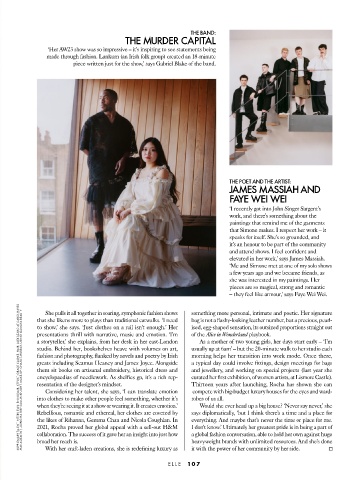 THE BAND:
THE MURDER CAPITAL
'Her AW23 show was so impressive – it's inspiring to see statements being
made through fashion. Lankum (an Irish folk group) created an 18-minute
piece written just for the show,' says Gabriel Blake of the band.
THE POET AND THE ARTIST:
JAMES MASSIAH AND
FAYE WEI WEI
'I recently got into John Singer Sargent's
work, and there's something about the
paintings that remind me of the garments
that Simone makes. I respect her work – it
speaks for itself. She's so grounded, and
it's an honour to be part of the community
and attend shows. I feel confident and
elevated in her work,' says James Massiah.
'Me and Simone met at one of my solo shows
a few years ago and we became friends, as
she was interested in my paintings. Her
pieces are so magical, strong and romantic
– they feel like armour,' says Faye Wei Wei.
She pulls it all together in soaring, symphonic fashion shows
that she likens more to plays than traditional catwalks. 'I need
to show,' she says. 'Just clothes on a rail isn't enough.' Her
presentations thrill with narrative, music and emotion. 'I'm
a storyteller,' she explains, from her desk in her east-London
studio. Behind her, bookshelves heave with volumes on art,
fashion and photography, flanked by novels and poetry by Irish
greats including Seamus Heaney and James Joyce. Alongside
them sit books on artisanal embroidery, historical dress and
encyclopaedias of needlework. As shelfies go, it's a rich rep-
resentation of the designer's mindset.
Considering her talent, she says, 'I can translate emotion
into clothes to make other people feel something, whether it's
when they're seeing it at a show or wearing it. It creates emotion.'
Rebellious, romantic and ethereal, her clothes are coveted by
the likes of Rihanna, Gemma Chan and Nicola Coughlan. In
2021, Rocha proved her global appeal with a sell-out H&M
collaboration. The success of it gave her an insight into just how
broad her reach is.
With her multi-laden creations, she is redefining luxury as
something more personal, intimate and poetic. Her signature
bag is not a flashy-looking leather number, but a precious, pearl-
ised, egg-shaped sensation, its outsized proportions straight out
of the Alice in Wonderland playbook.
As a mother of two young girls, her days start early – 'I'm
usually up at 6am' – but the 20-minute walk to her studio each
morning helps her transition into work mode. Once there,
a typical day could involve fittings, design meetings for bags
and jewellery, and working on special projects (last year she
curated her first exhibition, of women artists, at Lismore Castle).
Thirteen years after launching, Rocha has shown she can
compete with big-budget luxury houses for the eyes and ward-
robes of us all.
Would she ever head up a big house? 'Never say never,' she
says diplomatically, 'but I think there's a time and a place for
everything. And maybe that's never the time or place for me.
I don't know.' Ultimately her greatest pride is in being a part of
a global fashion conversation, able to hold her own against huge
heavyweight brands with unlimited resources. And she's done
it with the power of her community by her side.
ELLE 107